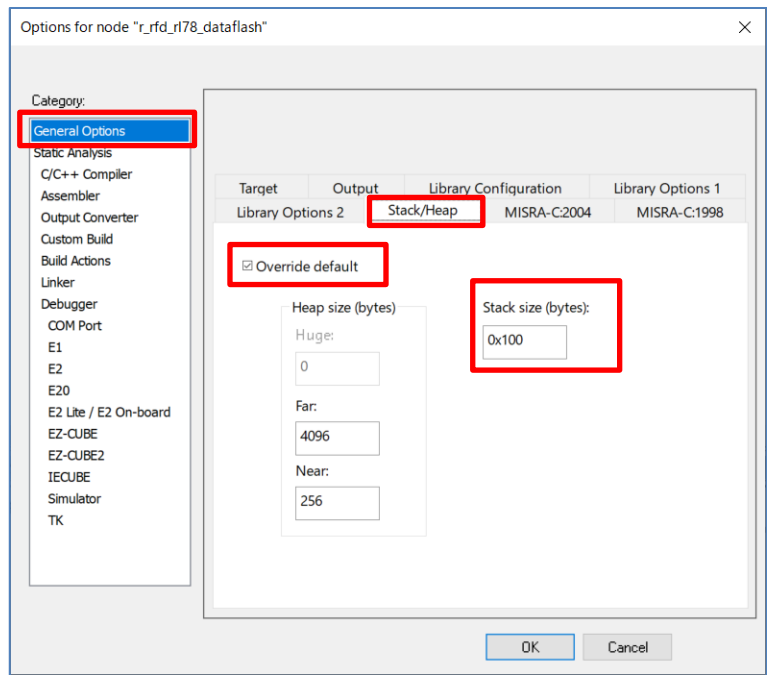 Options for node "r_rfd_rl78_dataflash"
Category:
General Options
Static Analysis
C/C++ Compiler
Assembler
Output Converter
Custom Build
Build Actions
Linker
Debugger
COM Port
E1
E2
E20
E2 Lite / E2 On-board
EZ-CUBE
EZ-CUBE2
IECUBE
Simulator
TK
Target Output Library Configuration Library Options 1
Library Options 2 Stack/Heap MISRA-C:2004 MISRA-C:1998
Override default
Heap size (bytes)
Huge:
0
Far:
4096
Near:
256
Stack size (bytes):
0x100
OK Cancel